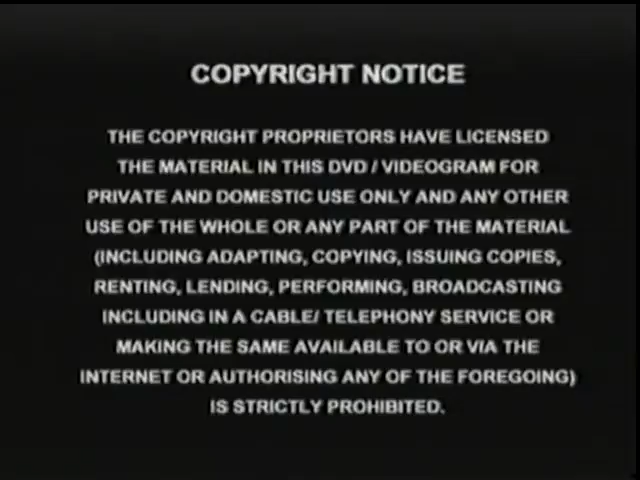 COPYRIGHT NOTICE
THE COPYRIGHT PROPRIETORS HAVE LICENSED
THE MATERIAL IN THIS DVD / VIDEOGRAM FOR
PRIVATE AND DOMESTIC USE ONLY AND ANY OTHER
USE OF THE WHOLE OR ANY PART OF THE MATERIAL
(INCLUDING ADAPTING, COPYING, ISSUING COPIES,
RENTING, LENDING, PERFORMING, BROADCASTING
INCLUDING IN A CABLE/ TELEPHONY SERVICE OR
MAKING THE SAME AVAILABLE TO OR VIA THE
INTERNET OR AUTHORISING ANY OF THE FOREGOING)
IS STRICTLY PROHIBITED.